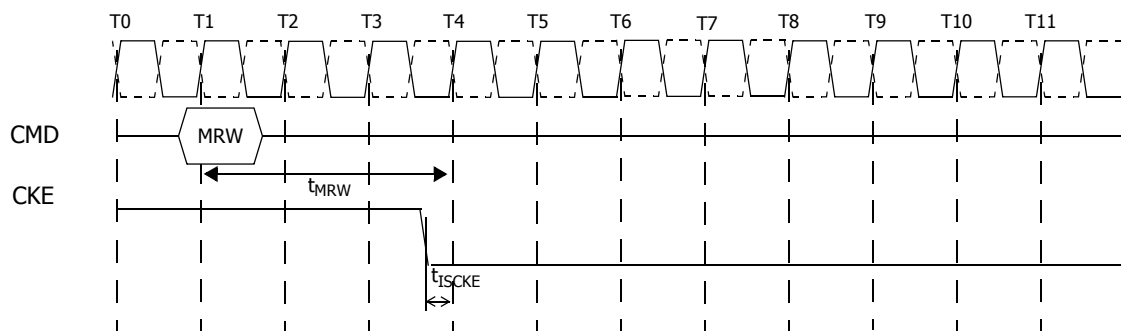 T0 T1 T2 T3 T4 T5 T6 T7 T8 T9 T10 T11
CMD MRW
tMRW
CKE
tISCKE